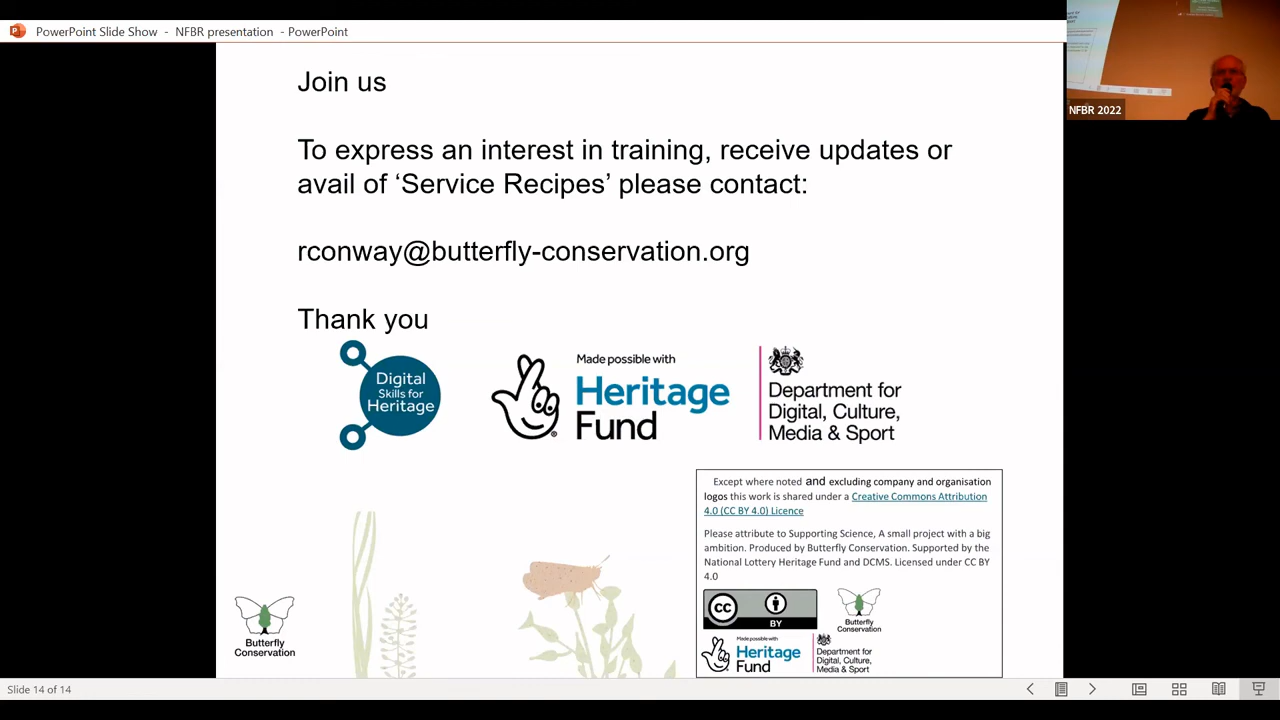 PowerPoint Slide Show - NFBR presentation - PowerPoint
NFBR 2022
Join us
To express an interest in training, receive updates or
avail of ‘Service Recipes’ please contact:
rconway@butterfly-conservation.org
Thank you
Digital
Skills for
Heritage
Made possible with
Heritage
Fund
Department for
Digital, Culture,
Media & Sport
Except where noted and excluding company and organisation
logos this work is shared under a Creative Commons Attribution
4.0 (CC BY 4.0) Licence
Please attribute to Supporting Science, A small project with a big
ambition. Produced by Butterfly Conservation. Supported by the
National Lottery Heritage Fund and DCMS. Licensed under CC BY
4.0
cc
BY
Butterfly
Conservation
Made possible with
Heritage
Fund
Department for
Digital, Culture,
Media & Sport
Butterfly
Conservation
Slide 14 of 14